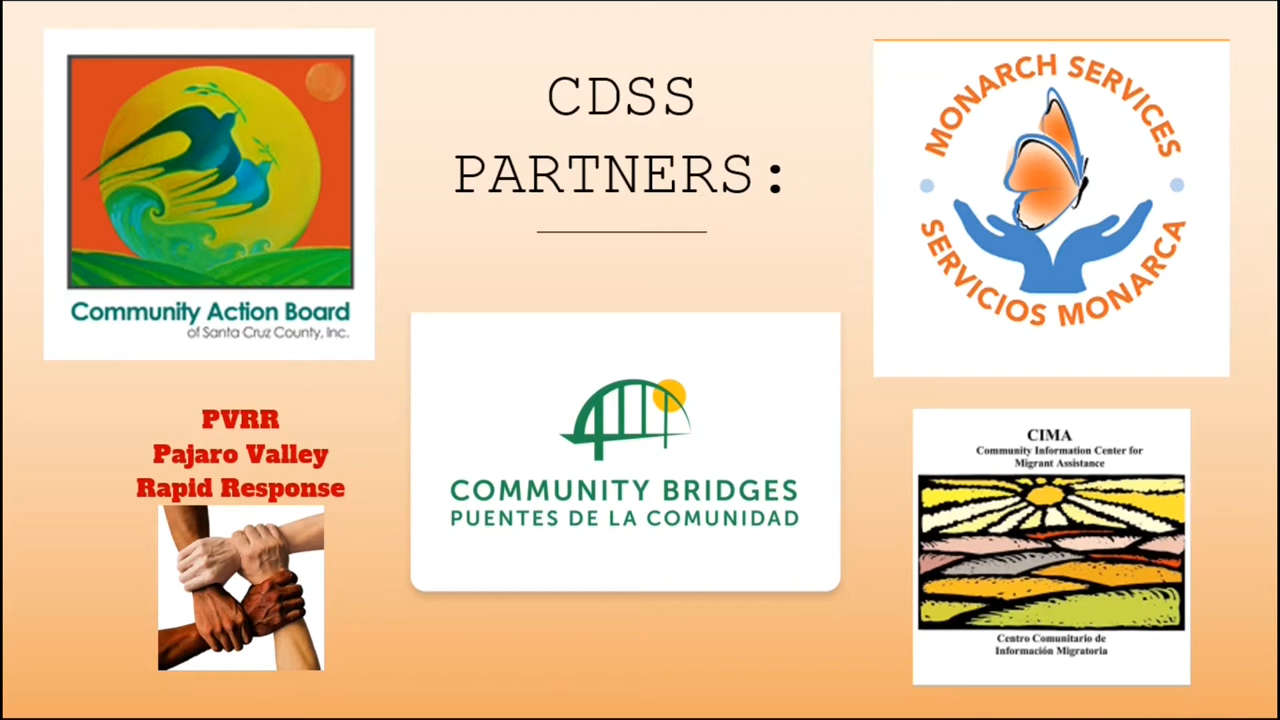 CDSS
PARTNERS:
Community Action Board
of Santa Cruz County, Inc.
MONARCH SERVICES
SERVICIOS MONARCA
PVRR
Pajaro Valley
Rapid Response
COMMUNITY BRIDGES
PUENTES DE LA COMUNIDAD
CIMA
Community Information Center for
Migrant Assistance
Centro Comunitario de
Información Migratoria